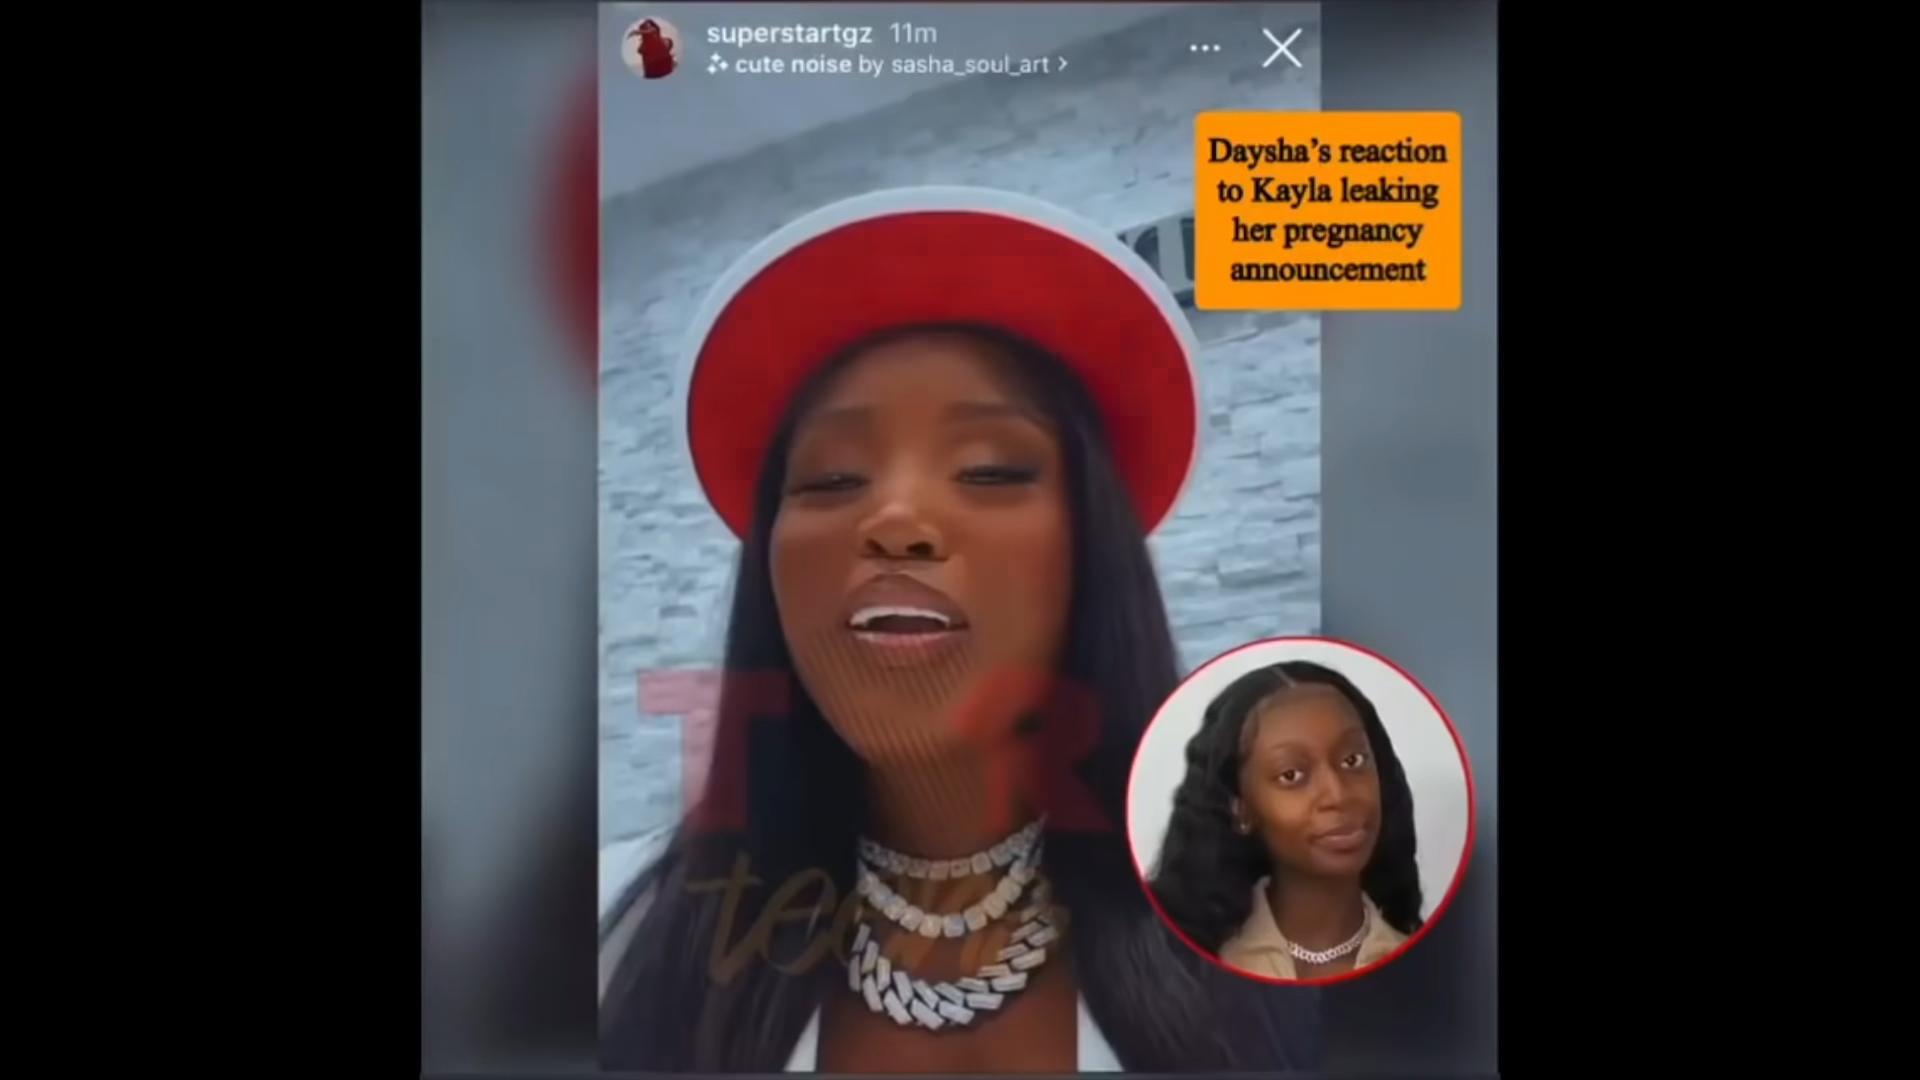 superstartgz 11m
cute noise by sasha_soul_art >
Daysha's reaction
to Kayla leaking
her pregnancy
announcement
T R